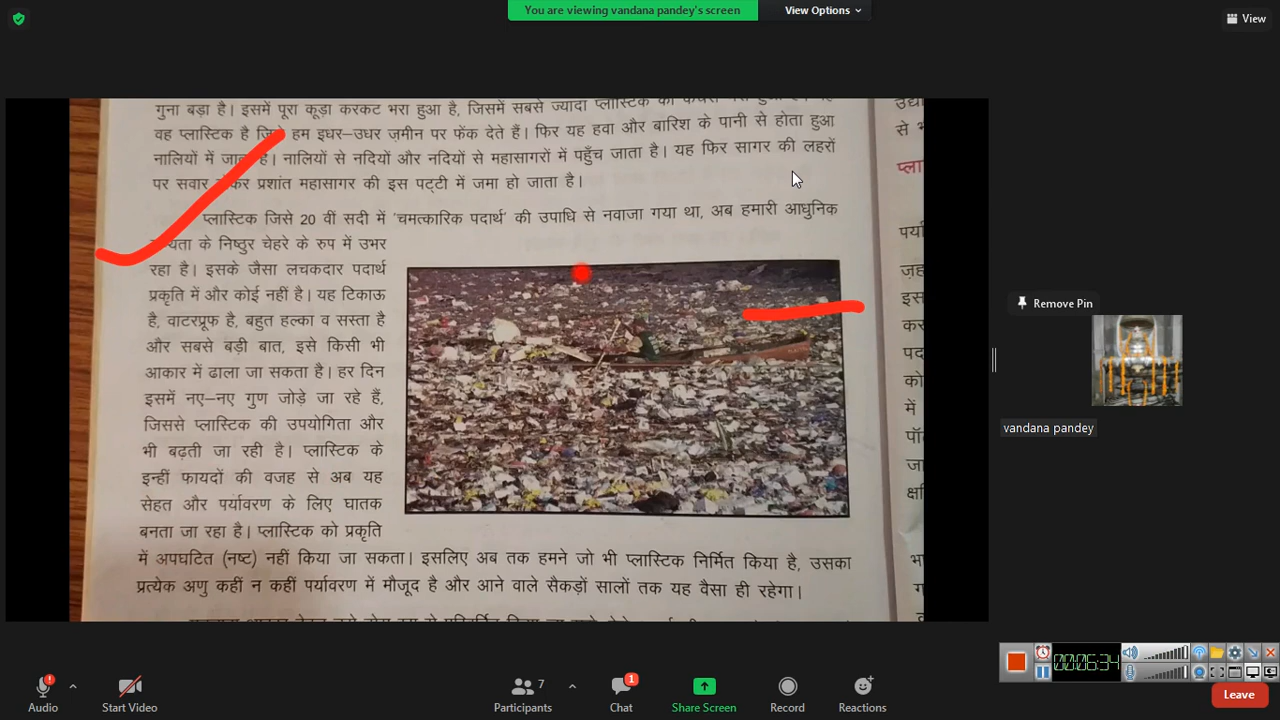 You are viewing vandana pandey's screen
View Options
View
गुना बड़ा है। इसमें पूरा कूड़ा करकट भरा हुआ है, जिसमें सबसे ज्यादा प्लास्टिक
वह प्लास्टिक है हम इधर–उधर ज़मीन पर फेंक देते हैं। फिर यह हवा और बारिश के पानी से होता हुआ
नालियों में है। नालियों से नदियों और नदियों से महासागरों में पहुँच जाता है। यह फिर सागर की लहरों
पर सवार प्रशांत महासागर की इस पट्टी में जमा हो जाता है।
प्लास्टिक जिसे 20 वीं सदी में 'चमत्कारिक पदार्थ' की उपाधि से नवाजा गया था, अब हमारी आधुनिक
के निष्ठुर चेहरे के रुप में उभर
रहा है। इसके जैसा लचकदार पदार्थ
प्रकृति में और कोई नहीं है। यह टिकाऊ
है, वाटरप्रूफ है, बहुत हल्का व सस्ता है
और सबसे बड़ी बात, इसे किसी भी
आकार में ढाला जा सकता है। हर दिन
इसमें नए–नए गुण जोड़े जा रहे हैं,
जिससे प्लास्टिक की उपयोगिता और
भी बढ़ती जा रही है। प्लास्टिक के
इन्हीं फायदों की वजह से अब यह
सेहत और पर्यावरण के लिए घातक
बनता जा रहा है। प्लास्टिक को प्रकृति
में अपघटित (नष्ट) नहीं किया जा सकता। इसलिए अब तक हमने जो भी प्लास्टिक निर्मित किया है, उसका
प्रत्येक अणु कहीं न कहीं पर्यावरण में मौजूद है और आने वाले सैकड़ों सालों तक यह वैसा ही रहेगा।
से
में
Remove Pin
vandana pandey
00:06:34
Audio
Start Video
Participants
7
Chat
1
Share Screen
Record
Reactions
Leave